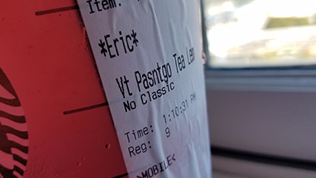 Item:
*Eric*
Vt Pasntgo Tea Lem
No Classic
Time: 1:10:31 PM
Reg: 9
>MOBILE<